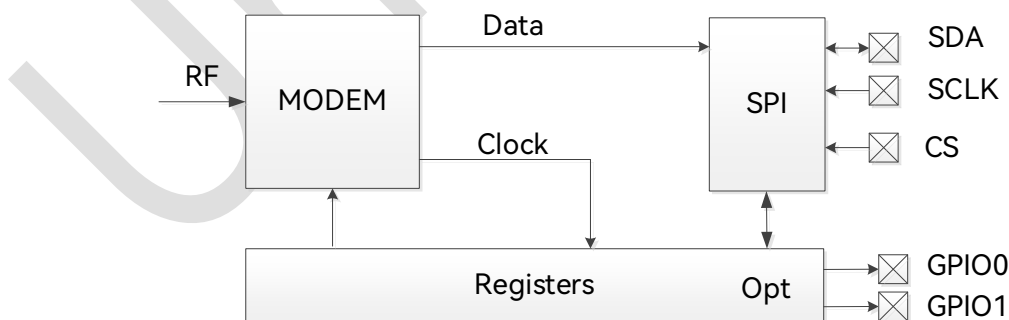 Data
SDA
RF
MODEM
SPI
SCLK
Clock
CS
Registers
Opt
GPIO0
GPIO1